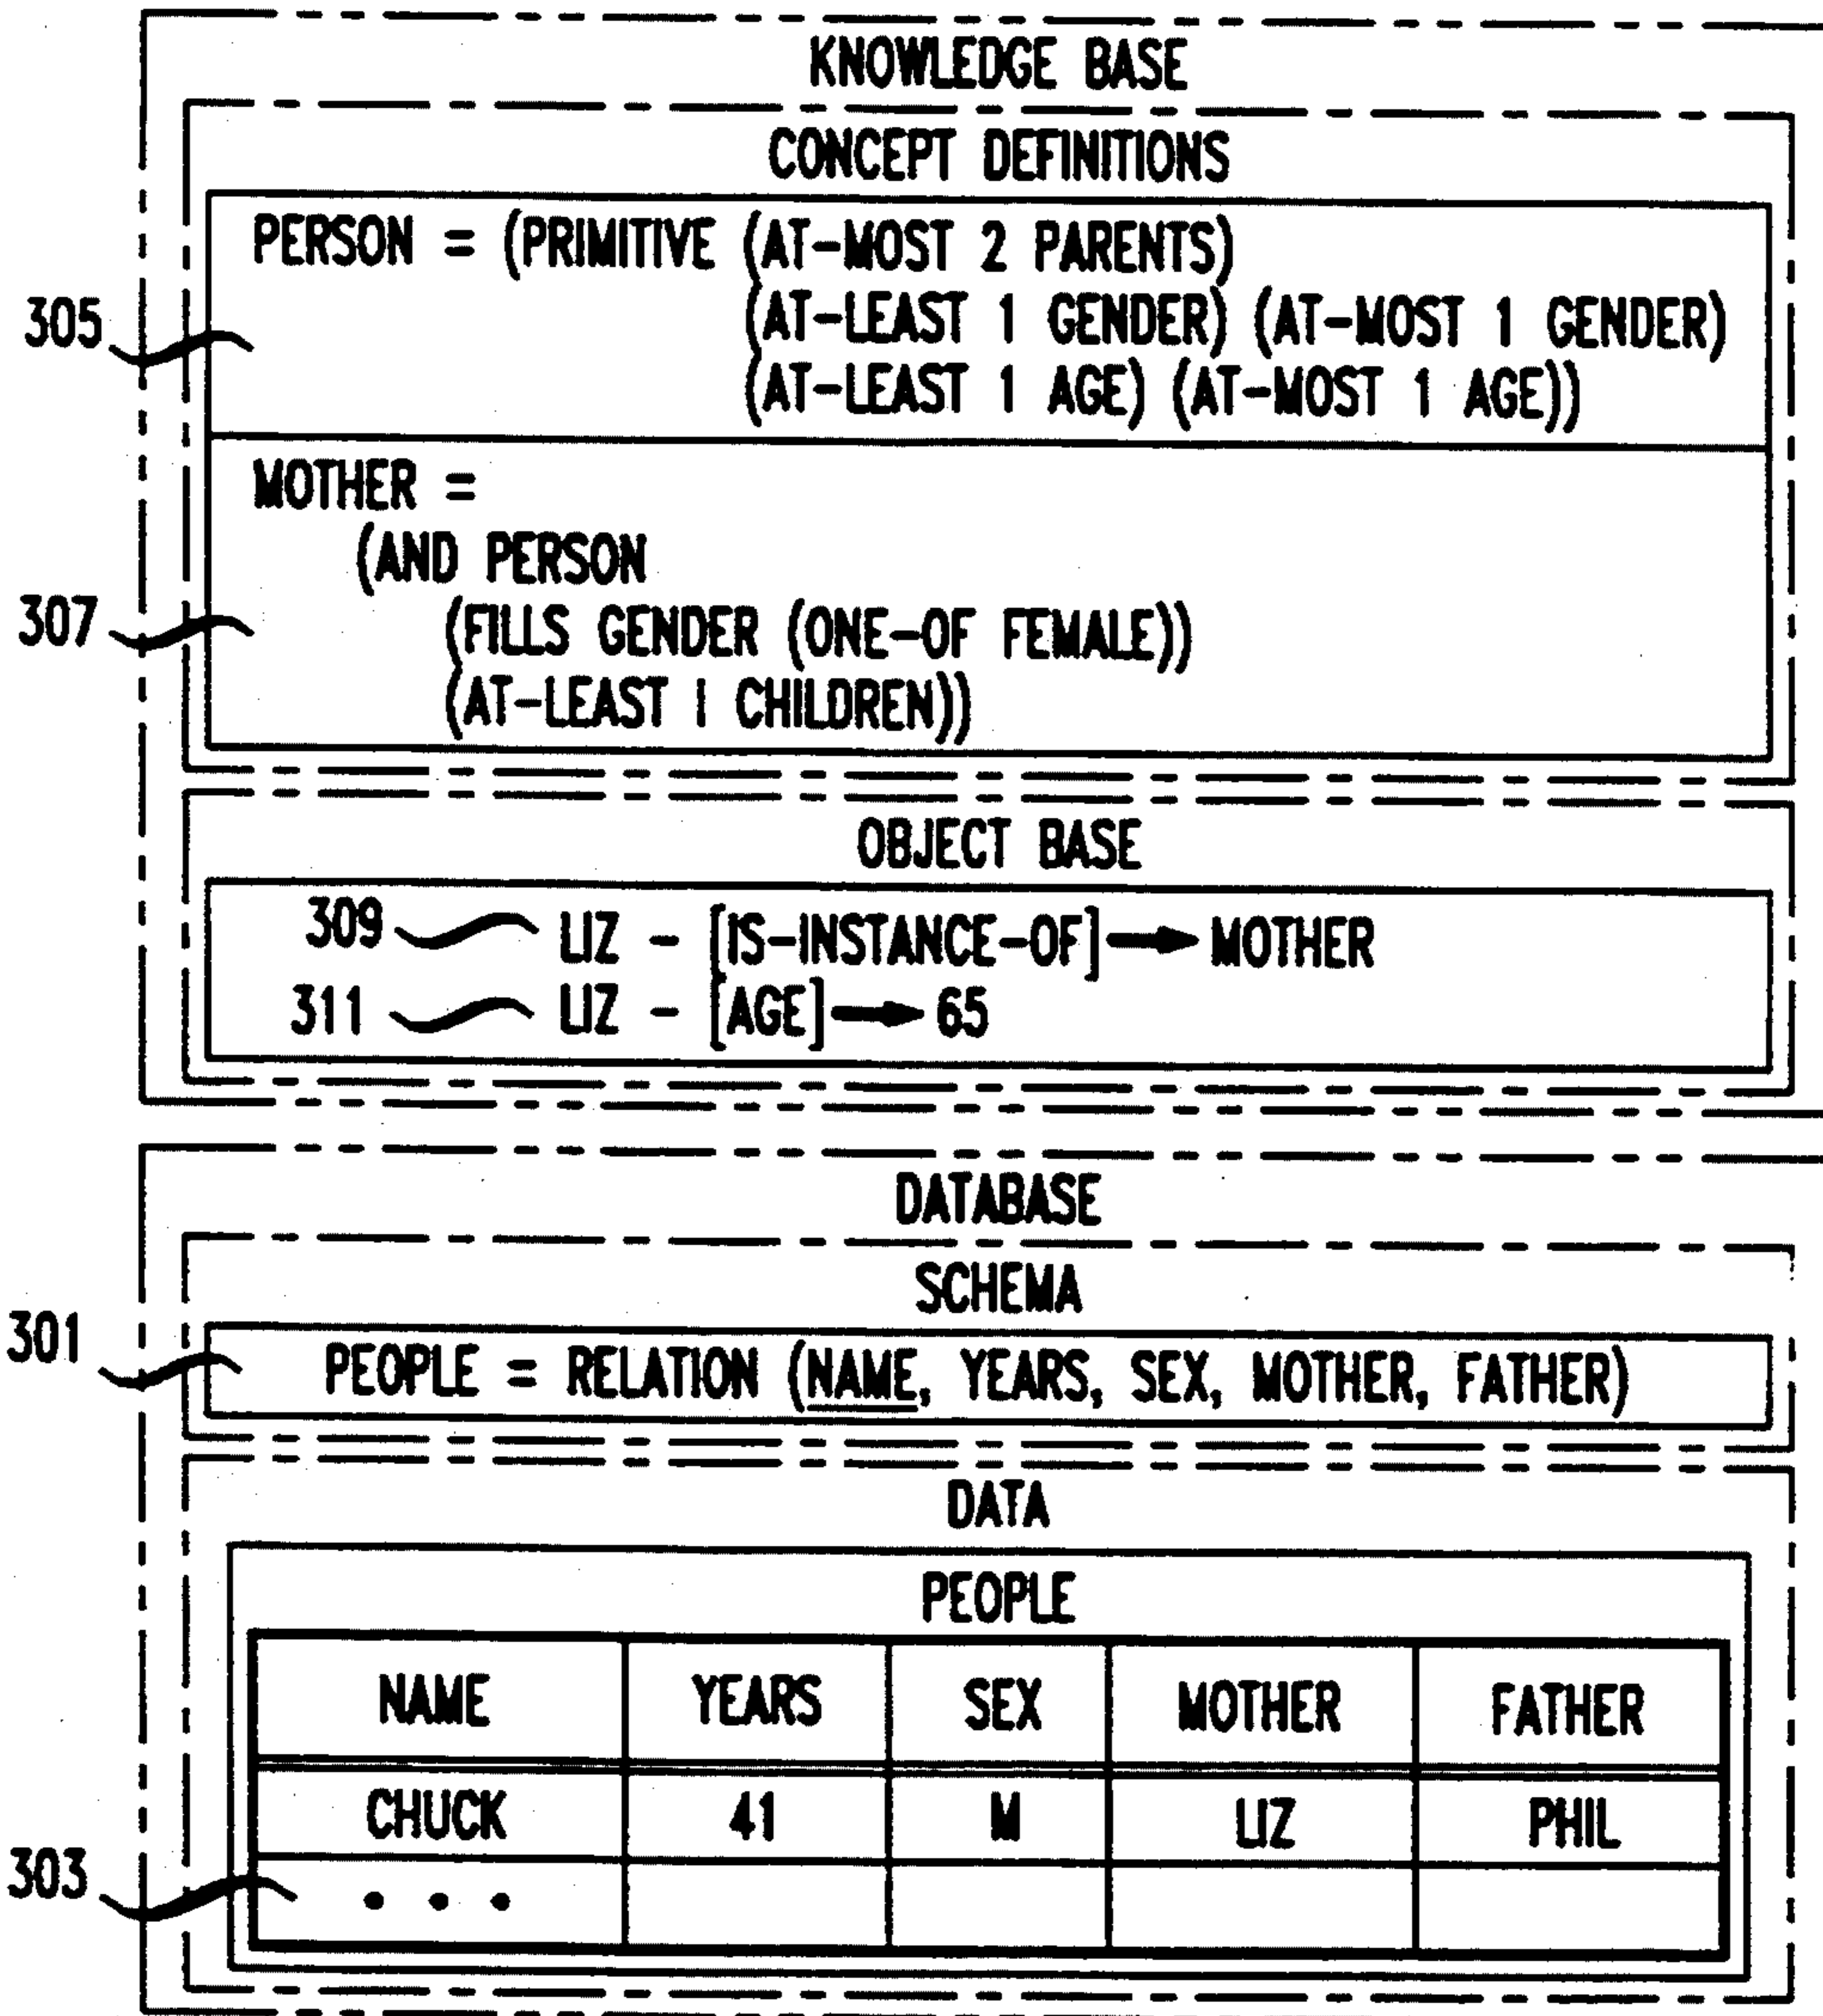 KNOWLEDGE BASE
CONCEPT DEFINITIONS
PERSON = (PRIMITIVE (AT-MOST 2 PARENTS)
305
(AT-LEAST 1 GENDER) (AT-MOST 1 GENDER)
(AT-LEAST 1 AGE) (AT-MOST 1 AGE))
MOTHER =
(AND PERSON
307
(FILLS GENDER (ONE-OF FEMALE))
(AT-LEAST 1 CHILDREN))
OBJECT BASE
309 LIZ - [IS-INSTANCE-OF]→ MOTHER
311 LIZ - [AGE]→ 65
DATABASE
SCHEMA
301
PEOPLE = RELATION (NAME, YEARS, SEX, MOTHER, FATHER)
DATA
PEOPLE
NAME YEARS SEX MOTHER FATHER
CHUCK 41 M LIZ PHIL
303
• • •